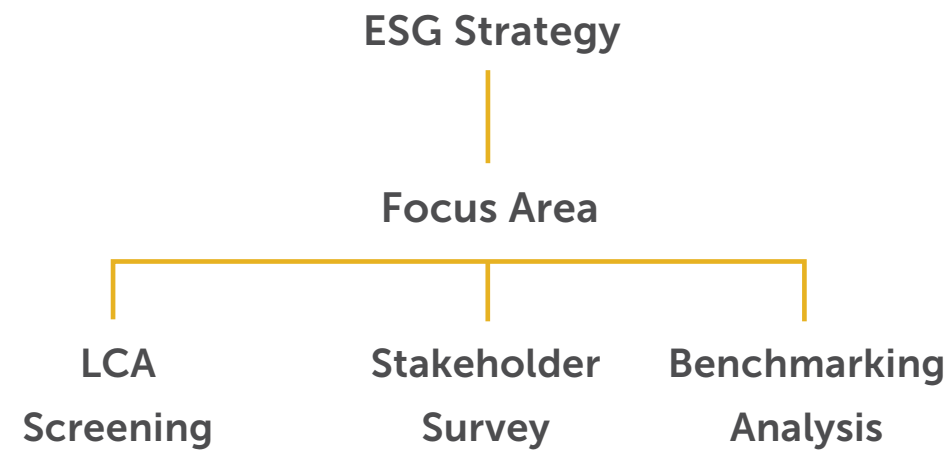 ESG Strategy
Focus Area
LCA
Screening
Stakeholder
Survey
Benchmarking
Analysis